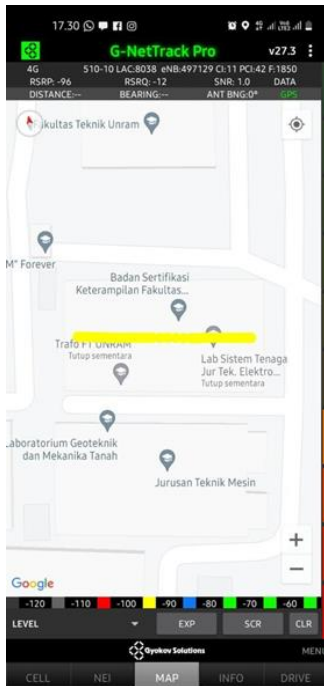 17.30
G-NetTrack Pro v27.3
4G 510-10 LAC:8038 eNB:497129 CI:11 PCI:42 F:1850
RSRP: -96 RSRQ: -12 SNR: 1.0 DATA
DISTANCE:-- BEARING:-- ANT BNG:0° GPS
Fakultas Teknik Unram
M" Forever
Badan Sertifikasi
Keterampilan Fakultas...
Trafo FT UNRAM
Tutup sementara
Lab Sistem Tenaga
Jur Tek. Elektro...
Tutup sementara
Laboratorium Geoteknik
dan Mekanika Tanah
Jurusan Teknik Mesin
+
−
Google
-120 -110 -100 -90 -80 -70 -60
LEVEL EXP SCR CLR
Gyokov Solutions MENU
CELL NEI MAP INFO DRIVE